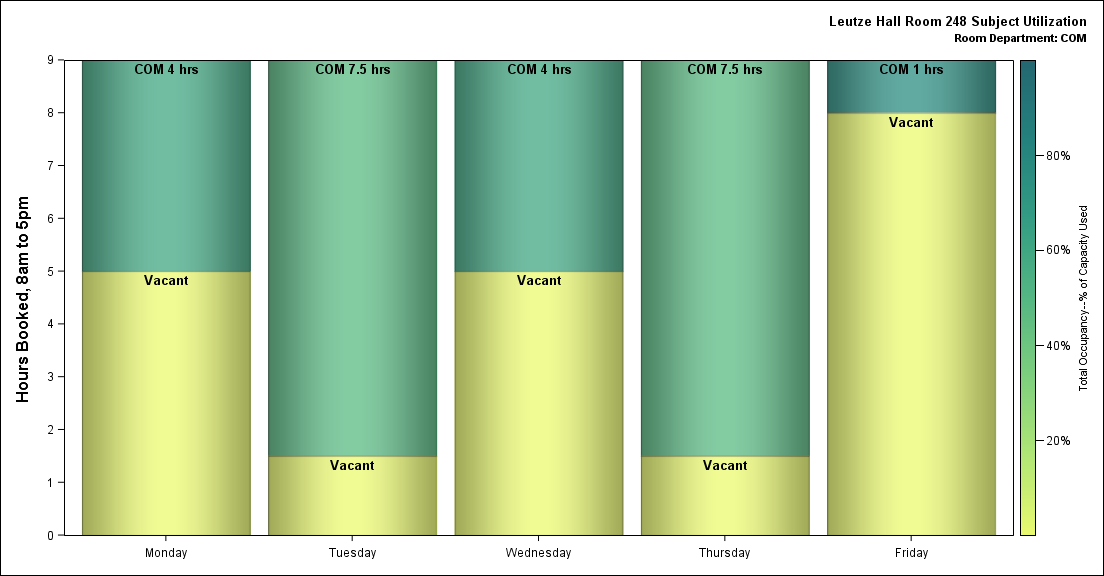 Leutze Hall Room 248 Subject Utilization
Room Department: COM
Hours Booked, 8am to 5pm
9
8
7
6
5
4
3
2
1
0
COM 4 hrs
Vacant
COM 7.5 hrs
Vacant
COM 4 hrs
Vacant
COM 7.5 hrs
Vacant
COM 1 hrs
Vacant
Monday
Tuesday
Wednesday
Thursday
Friday
80%
60%
40%
20%
Total Occupancy--% of Capacity Used